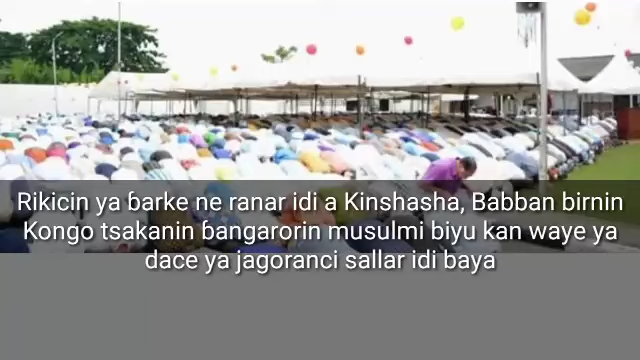 Rikicin ya ɓarke ne ranar idi a Kinshasha, Babban birnin
Kongo tsakanin ɓangarorin musulmi biyu kan waye ya
dace ya jagoranci sallar idi baya